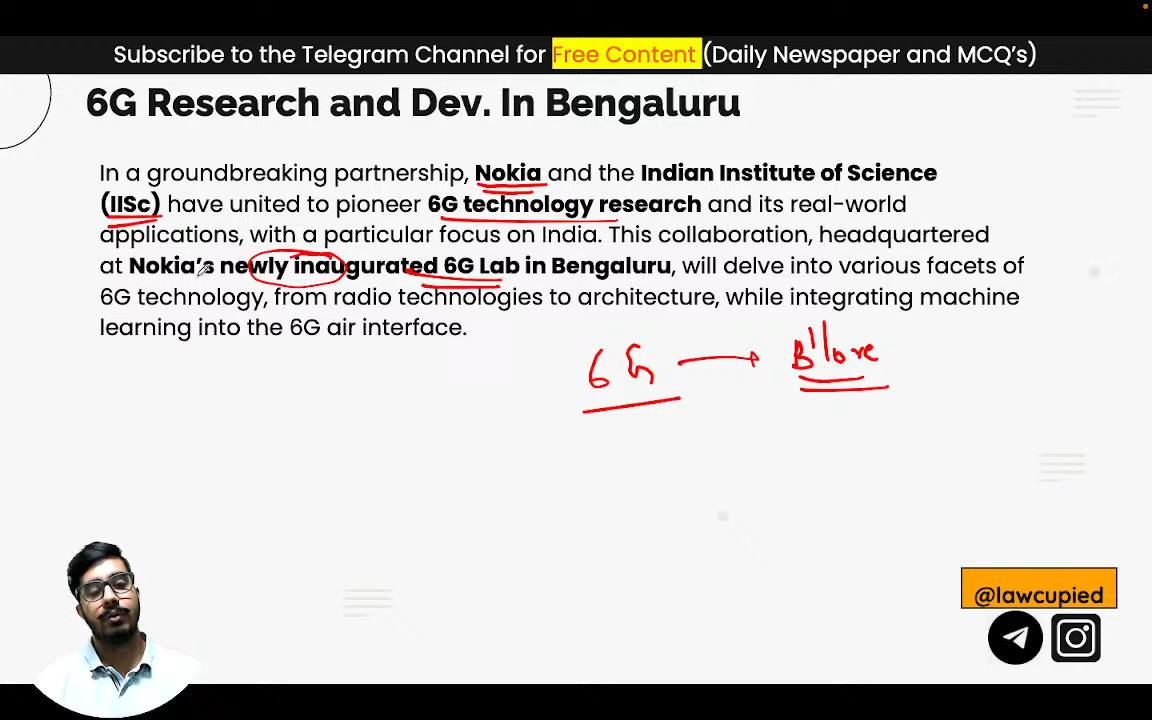 Subscribe to the Telegram Channel for Free Content (Daily Newspaper and MCQ's)
6G Research and Dev. In Bengaluru
In a groundbreaking partnership, Nokia and the Indian Institute of Science
(IISc) have united to pioneer 6G technology research and its real-world
applications, with a particular focus on India. This collaboration, headquartered
at Nokia's newly inaugurated 6G Lab in Bengaluru, will delve into various facets of
6G technology, from radio technologies to architecture, while integrating machine
learning into the 6G air interface.
6G → B'lore
@lawcupied